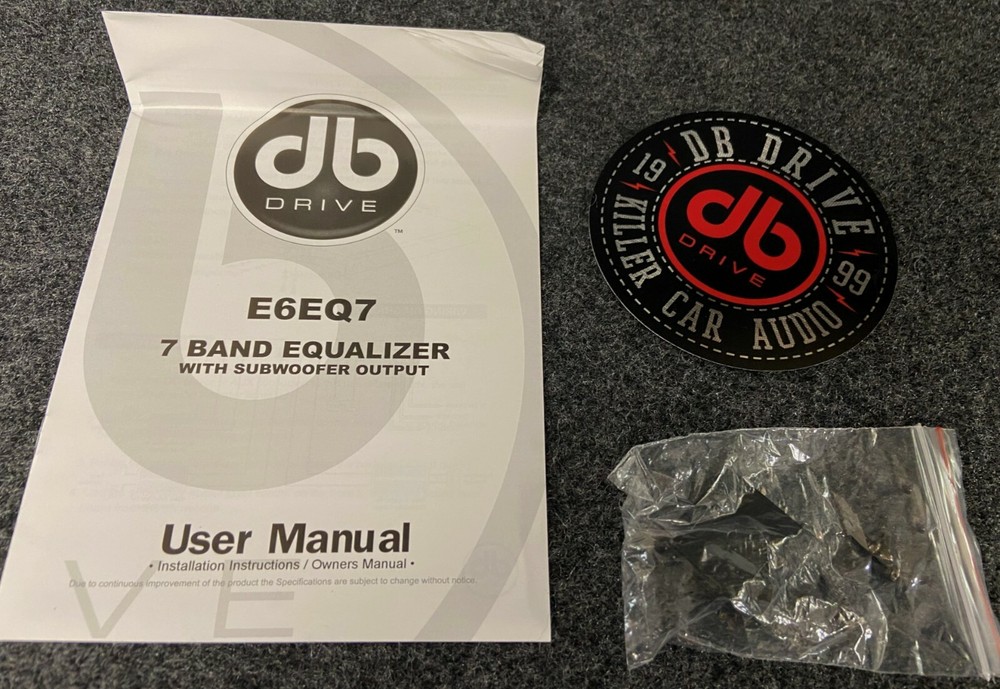 db
DRIVE
™
E6EQ7
7 BAND EQUALIZER
WITH SUBWOOFER OUTPUT
User Manual
• Installation Instructions / Owners Manual •
Due to continuous improvement of the product the Specifications are subject to change without notice.
VE
DB DRIVE
19
99
db
DRIVE
KILLER CAR AUDIO